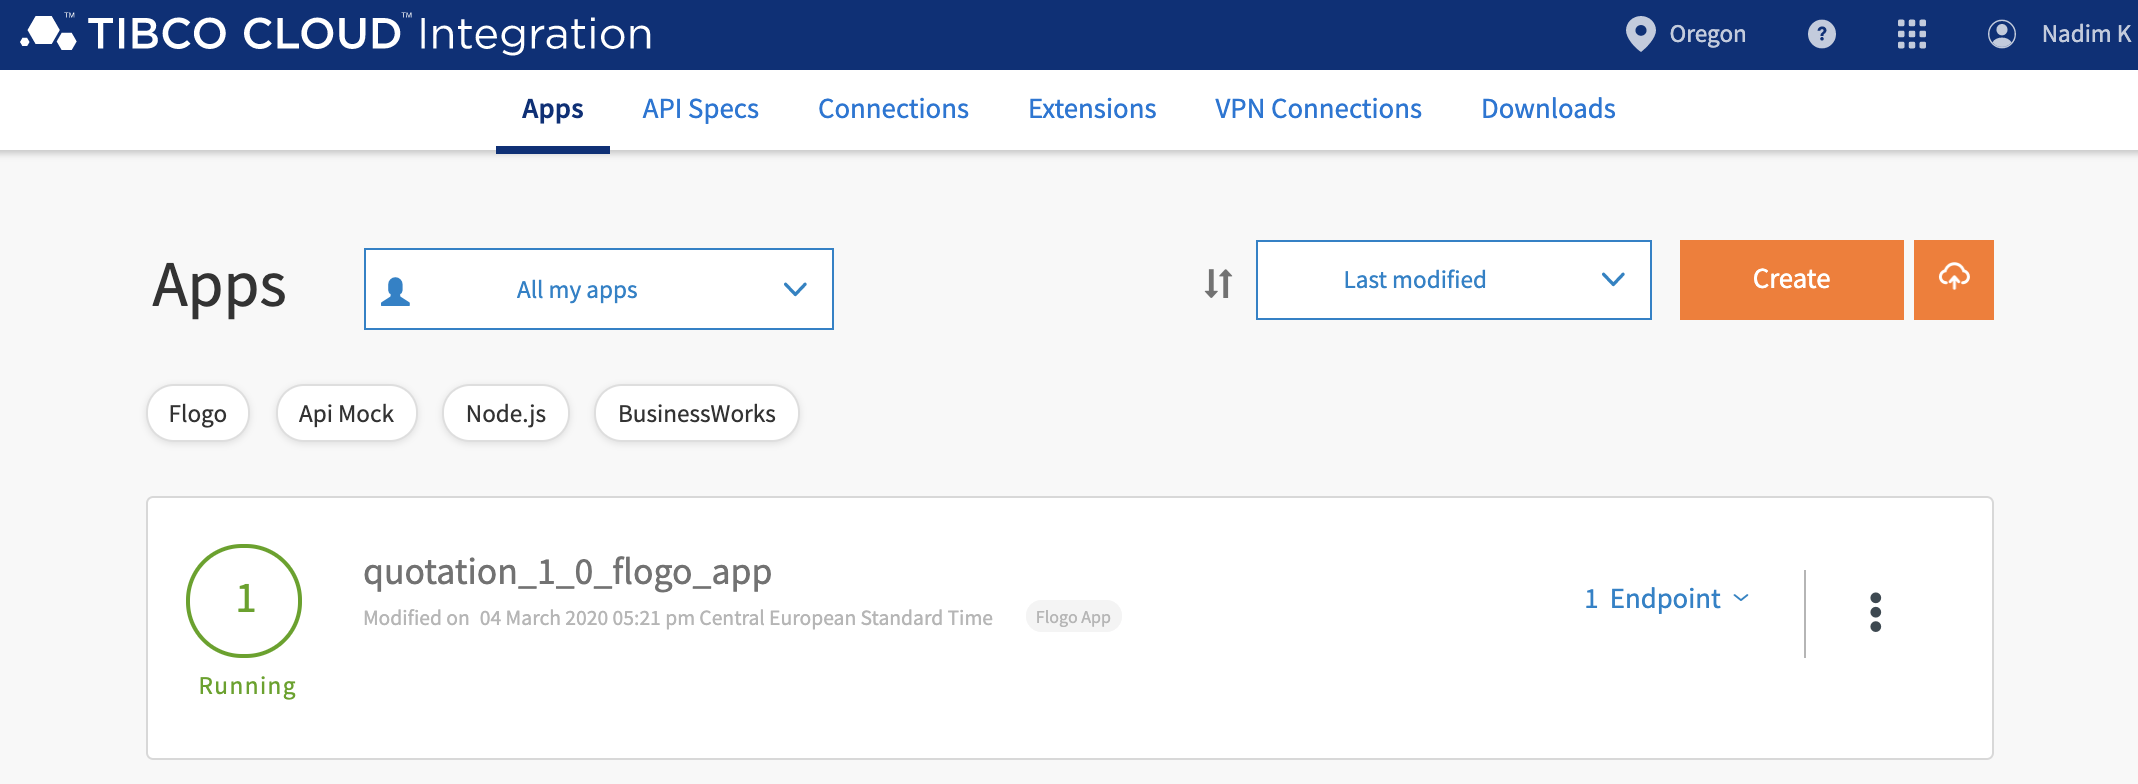 TIBCO CLOUD™ Integration
Oregon
?
Nadim K
Apps API Specs Connections Extensions VPN Connections Downloads
Apps
All my apps
Last modified
Create
Flogo Api Mock Node.js BusinessWorks
1
Running
quotation_1_0_flogo_app
Modified on 04 March 2020 05:21 pm Central European Standard Time
Flogo App
1 Endpoint